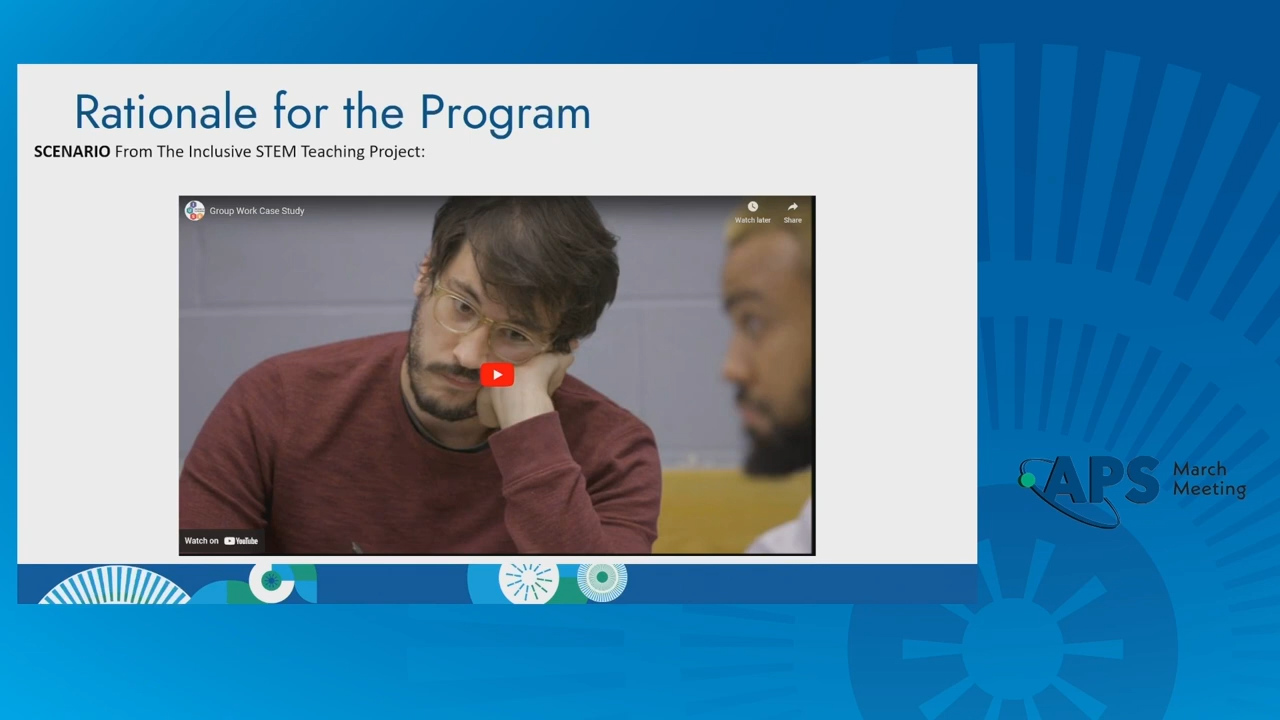 Rationale for the Program
SCENARIO From The Inclusive STEM Teaching Project:
Group Work Case Study
Watch later
Share
Watch on YouTube
APS March
Meeting